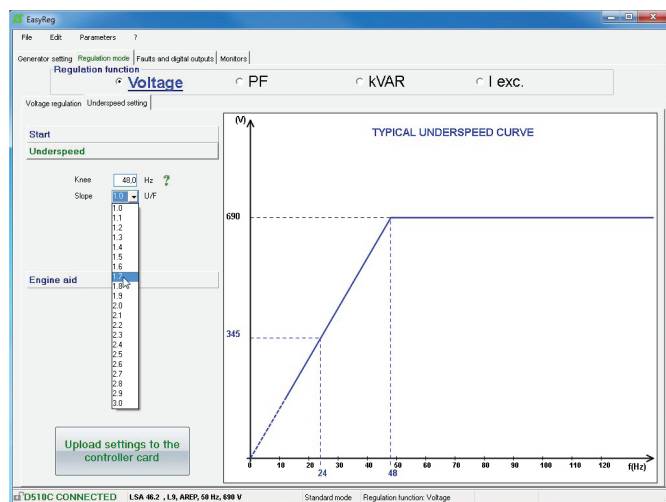 EasyReg
File Edit Parameters ?
Generator setting Regulation mode Faults and digital outputs Monitors
Regulation function
Voltage PF kVAR I exc.
Voltage regulation Underspeed setting
Start
Underspeed
Knee 48,0 Hz ?
Slope 1.0 U/F
1.0
1.1
1.2
1.3
1.4
1.5
1.6
1.7
1.8
1.9
2.0
2.1
2.2
2.3
2.4
2.5
2.6
2.7
2.8
2.9
3.0
Engine aid
Upload settings to the
controller card
(V)
TYPICAL UNDERSPEED CURVE
690
345
0 10 20 30 40 50 60 70 80 90 100 110 120 f(Hz)
24 48
D510C CONNECTED LSA 46.2 , L9, AREP, 50 Hz, 690 V Standard mode Regulation function: Voltage